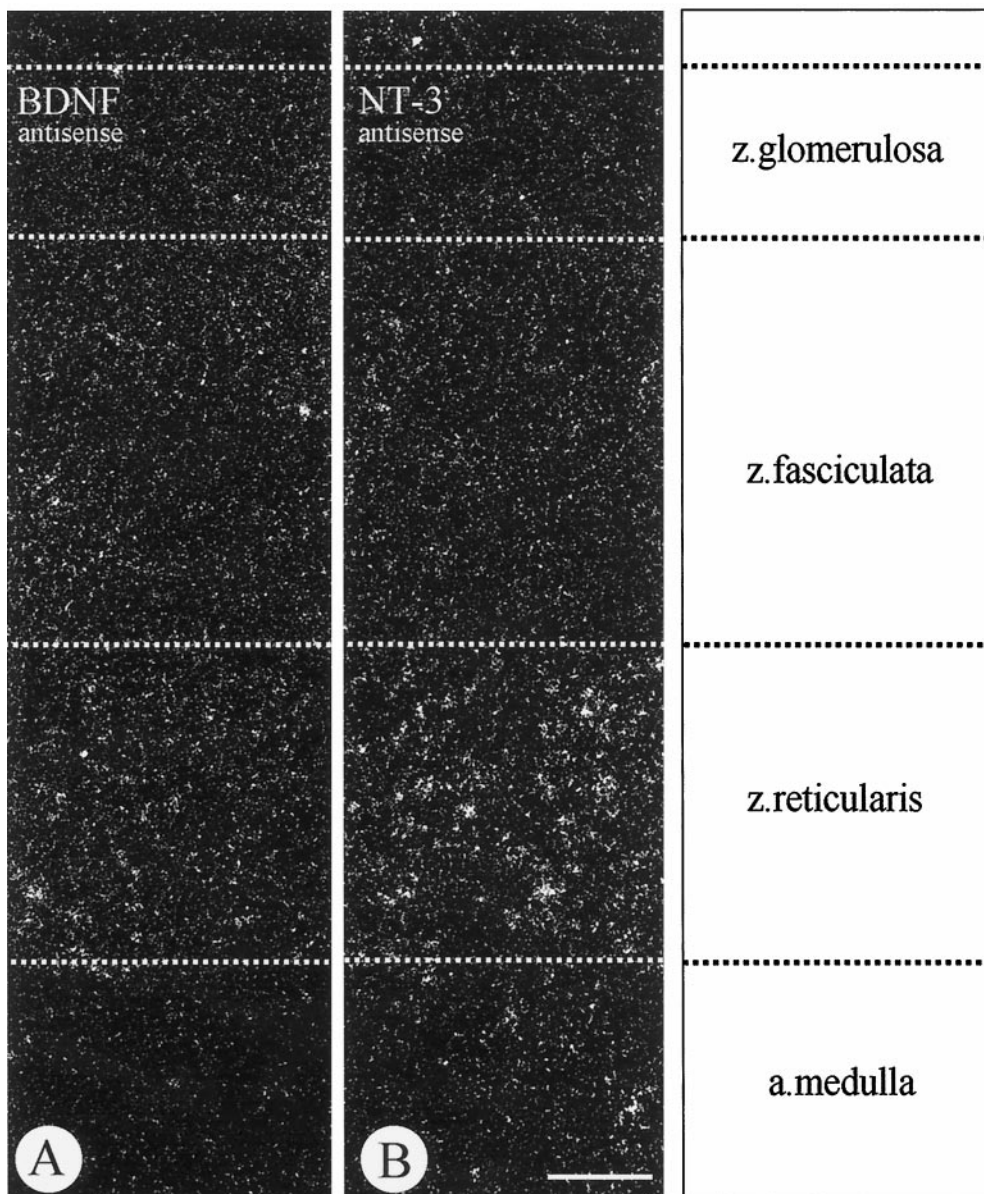 BDNF
antisense
NT-3
antisense
z.glomerulosa
z.fasciculata
z.reticularis
a.medulla
A
B